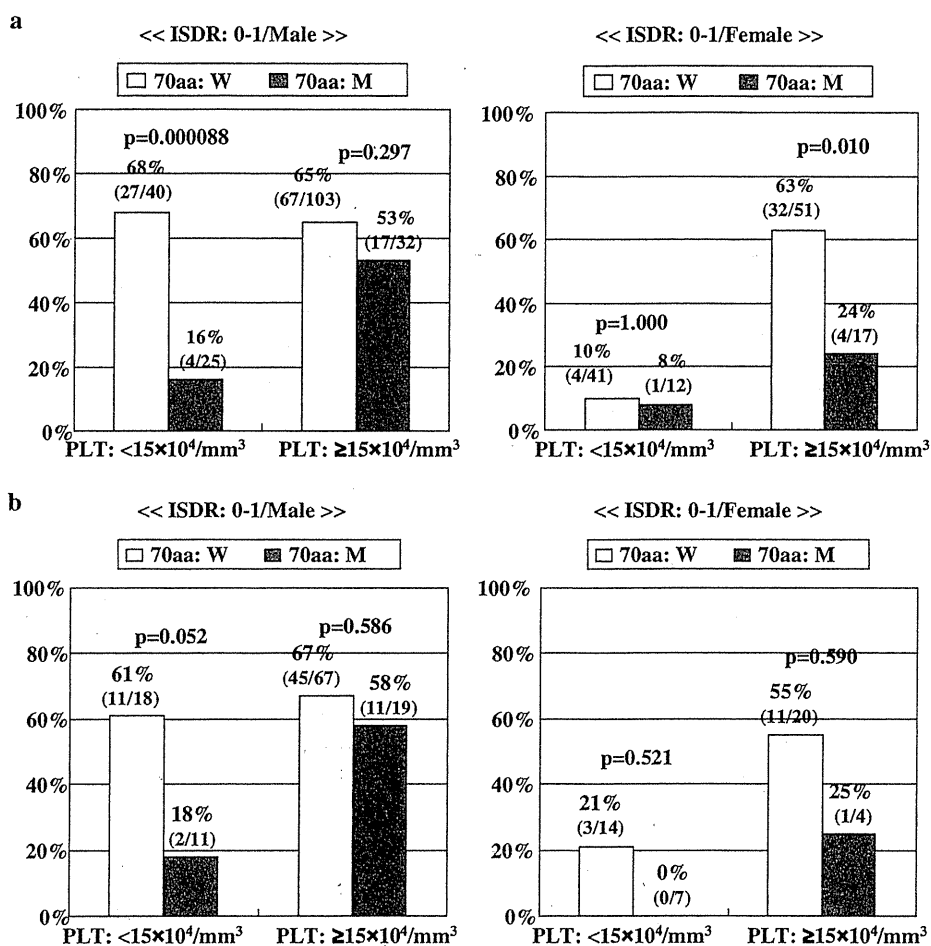 a
<< ISDR: 0-1/Male >>
70aa: W 70aa: M
100%
80%
60%
40%
20%
0%
p=0.000088
68%
(27/40)
16%
(4/25)
p=0.297
65%
(67/103)
53%
(17/32)
PLT: <15×10⁴/mm³ PLT: ≥15×10⁴/mm³
<< ISDR: 0-1/Female >>
70aa: W 70aa: M
100%
80%
60%
40%
20%
0%
p=1.000
10%
(4/41)
8%
(1/12)
p=0.010
63%
(32/51)
24%
(4/17)
PLT: <15×10⁴/mm³ PLT: ≥15×10⁴/mm³
b
<< ISDR: 0-1/Male >>
70aa: W 70aa: M
100%
80%
60%
40%
20%
0%
p=0.052
61%
(11/18)
18%
(2/11)
p=0.586
67%
(45/67)
58%
(11/19)
PLT: <15×10⁴/mm³ PLT: ≥15×10⁴/mm³
<< ISDR: 0-1/Female >>
70aa: W 70aa: M
100%
80%
60%
40%
20%
0%
p=0.521
21%
(3/14)
0%
(0/7)
p=0.590
55%
(11/20)
25%
(1/4)
PLT: <15×10⁴/mm³ PLT: ≥15×10⁴/mm³